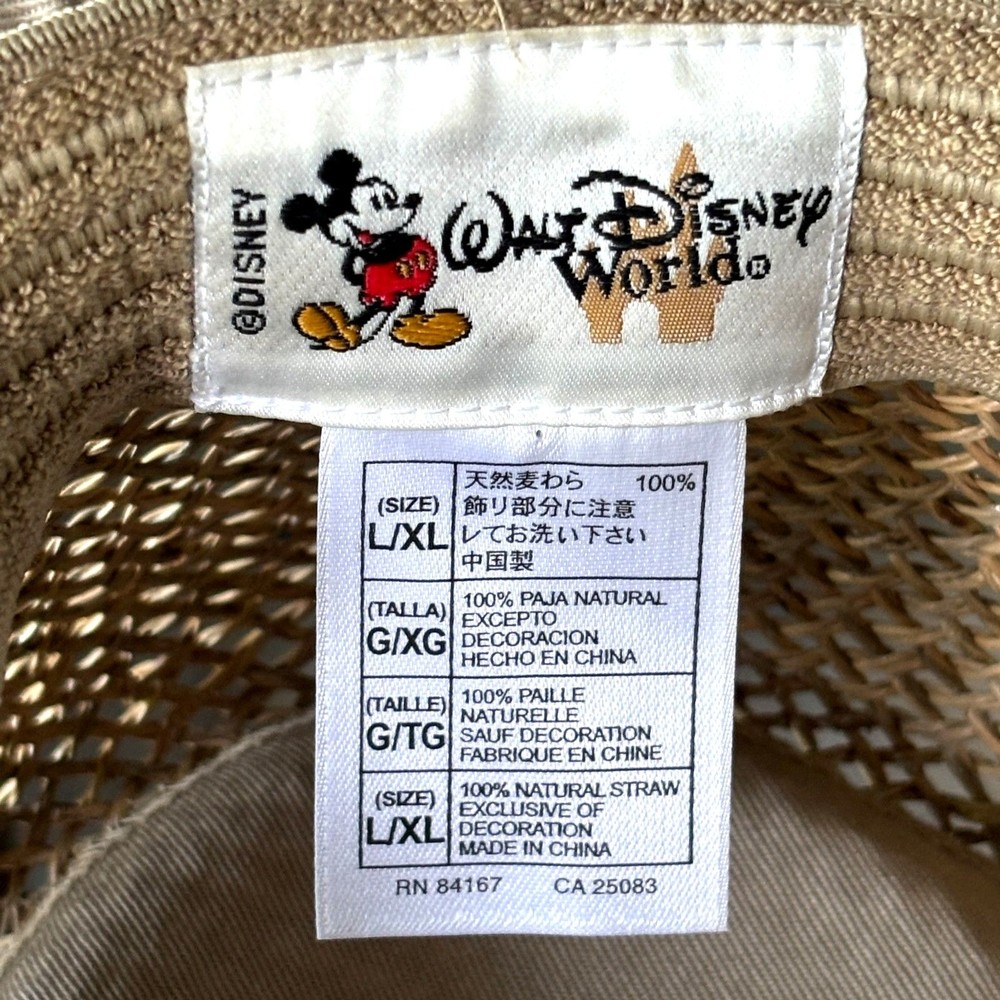 ©DISNEY
WALT DISNEY
World®
(SIZE)
L/XL
天然麦わら 100%
飾リ部分に注意
レてお洗い下さい
中国製
(TALLA)
G/XG
100% PAJA NATURAL
EXCEPTO
DECORACION
HECHO EN CHINA
(TAILLE)
G/TG
100% PAILLE
NATURELLE
SAUF DECORATION
FABRIQUE EN CHINE
(SIZE)
L/XL
100% NATURAL STRAW
EXCLUSIVE OF
DECORATION
MADE IN CHINA
RN 84167 CA 25083